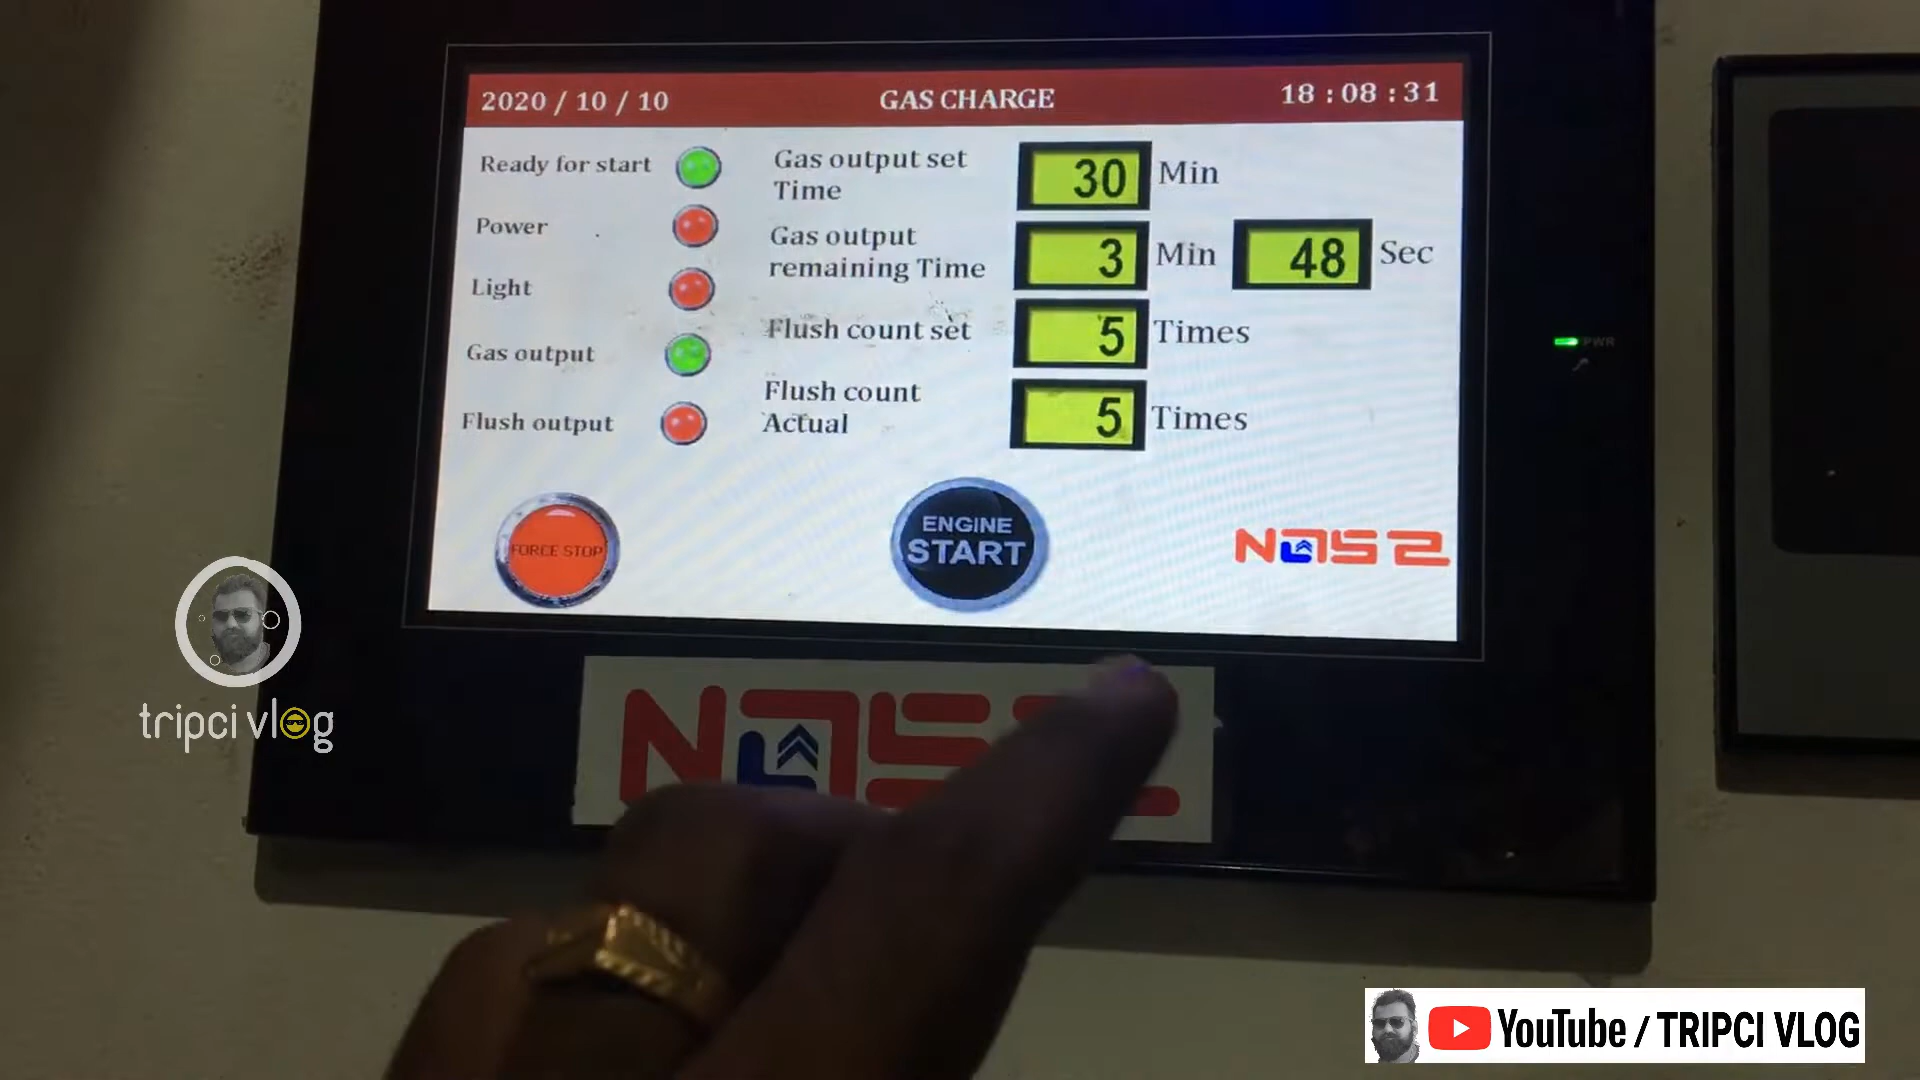 2020 / 10 / 10 GAS CHARGE 18 : 08 : 31
Ready for start
Power
Light
Gas output
Flush output
Gas output set
Time
30 Min
Gas output
remaining Time
3 Min 48 Sec
Flush count set
5 Times
Flush count
Actual
5 Times
FORCE STOP
ENGINE
START
PWR
tripci vlog
YouTube / TRIPCI VLOG